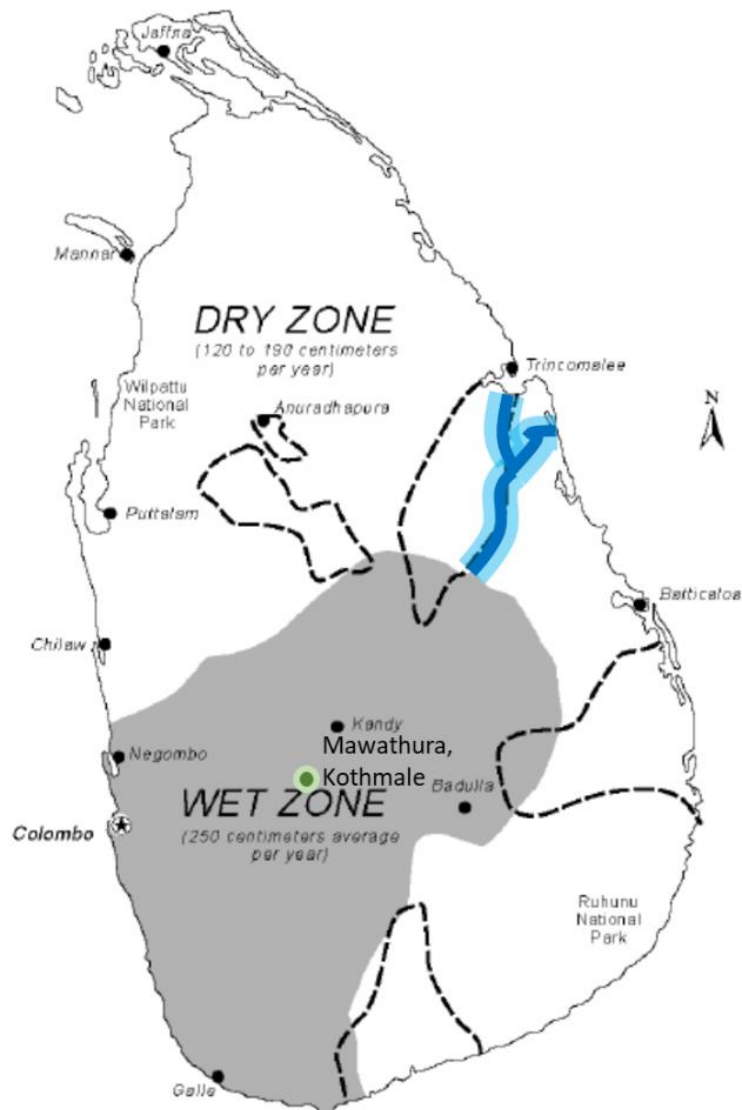 Jaffna
Mannar
DRY ZONE
(120 to 190 centimeters
per year)
Trincomalee
Wilpattu
National
Park
Anuradhapura
N
Puttalam
Batticaloa
Chilaw
Kandy
Mawathura,
Kothmale
Negombo
Badulla
WET ZONE
(250 centimeters average
per year)
Colombo
Ruhunu
National
Park
Galle